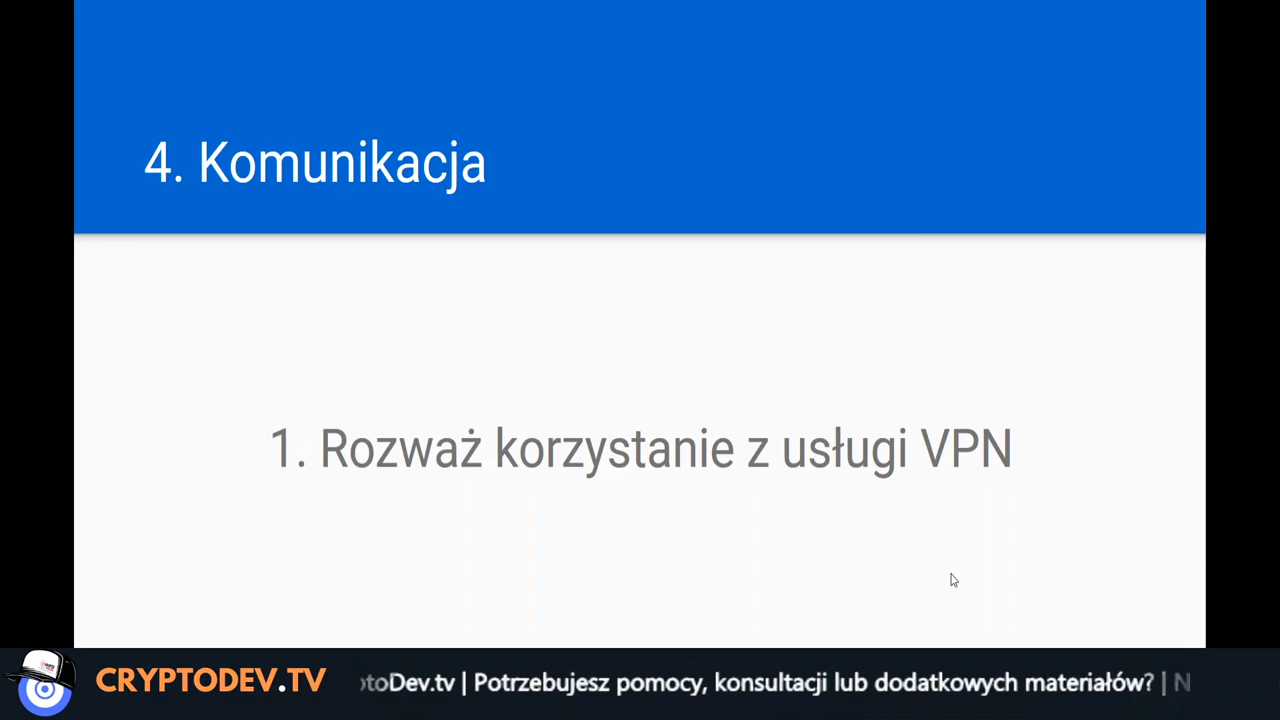 4. Komunikacja
1. Rozważ korzystanie z usługi VPN
CRYPTODEV.TV
toDev.tv | Potrzebujesz pomocy, konsultacji lub dodatkowych materiałów? | N